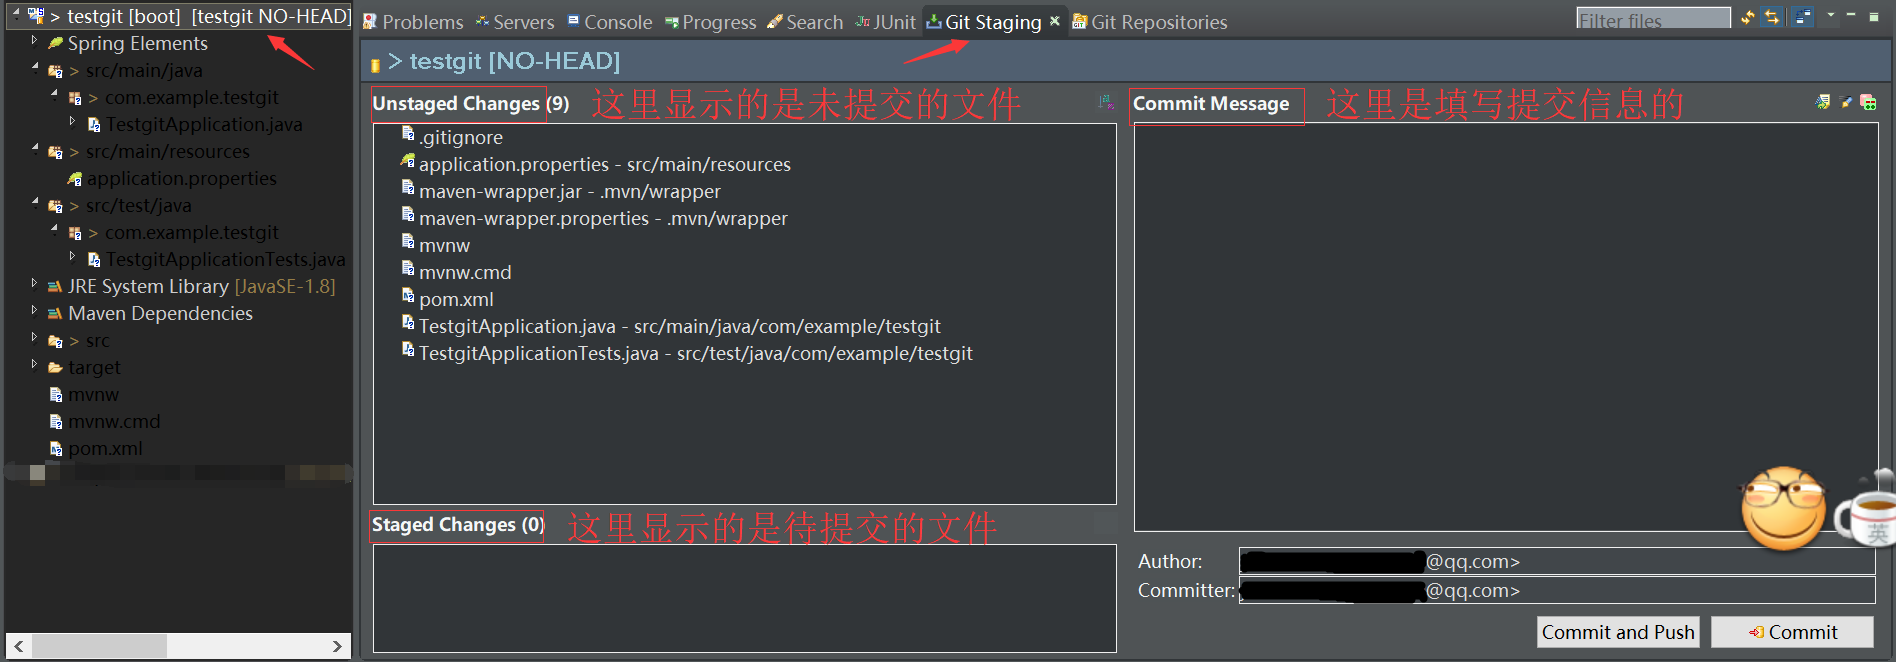 > testgit [boot] [testgit NO-HEAD]
Spring Elements
> src/main/java
> com.example.testgit
TestgitApplication.java
> src/main/resources
application.properties
> src/test/java
> com.example.testgit
TestgitApplicationTests.java
JRE System Library [JavaSE-1.8]
Maven Dependencies
> src
target
mvnw
mvnw.cmd
pom.xml
Problems Servers Console Progress Search JUnit Git Staging Git Repositories
Filter files
> testgit [NO-HEAD]
Unstaged Changes (9) 这里显示的是未提交的文件
.gitignore
application.properties - src/main/resources
maven-wrapper.jar - .mvn/wrapper
maven-wrapper.properties - .mvn/wrapper
mvnw
mvnw.cmd
pom.xml
TestgitApplication.java - src/main/java/com/example/testgit
TestgitApplicationTests.java - src/test/java/com/example/testgit
Staged Changes (0) 这里显示的是待提交的文件
Commit Message 这里是填写提交信息的
英
Author: @qq.com>
Committer: @qq.com>
Commit and Push Commit